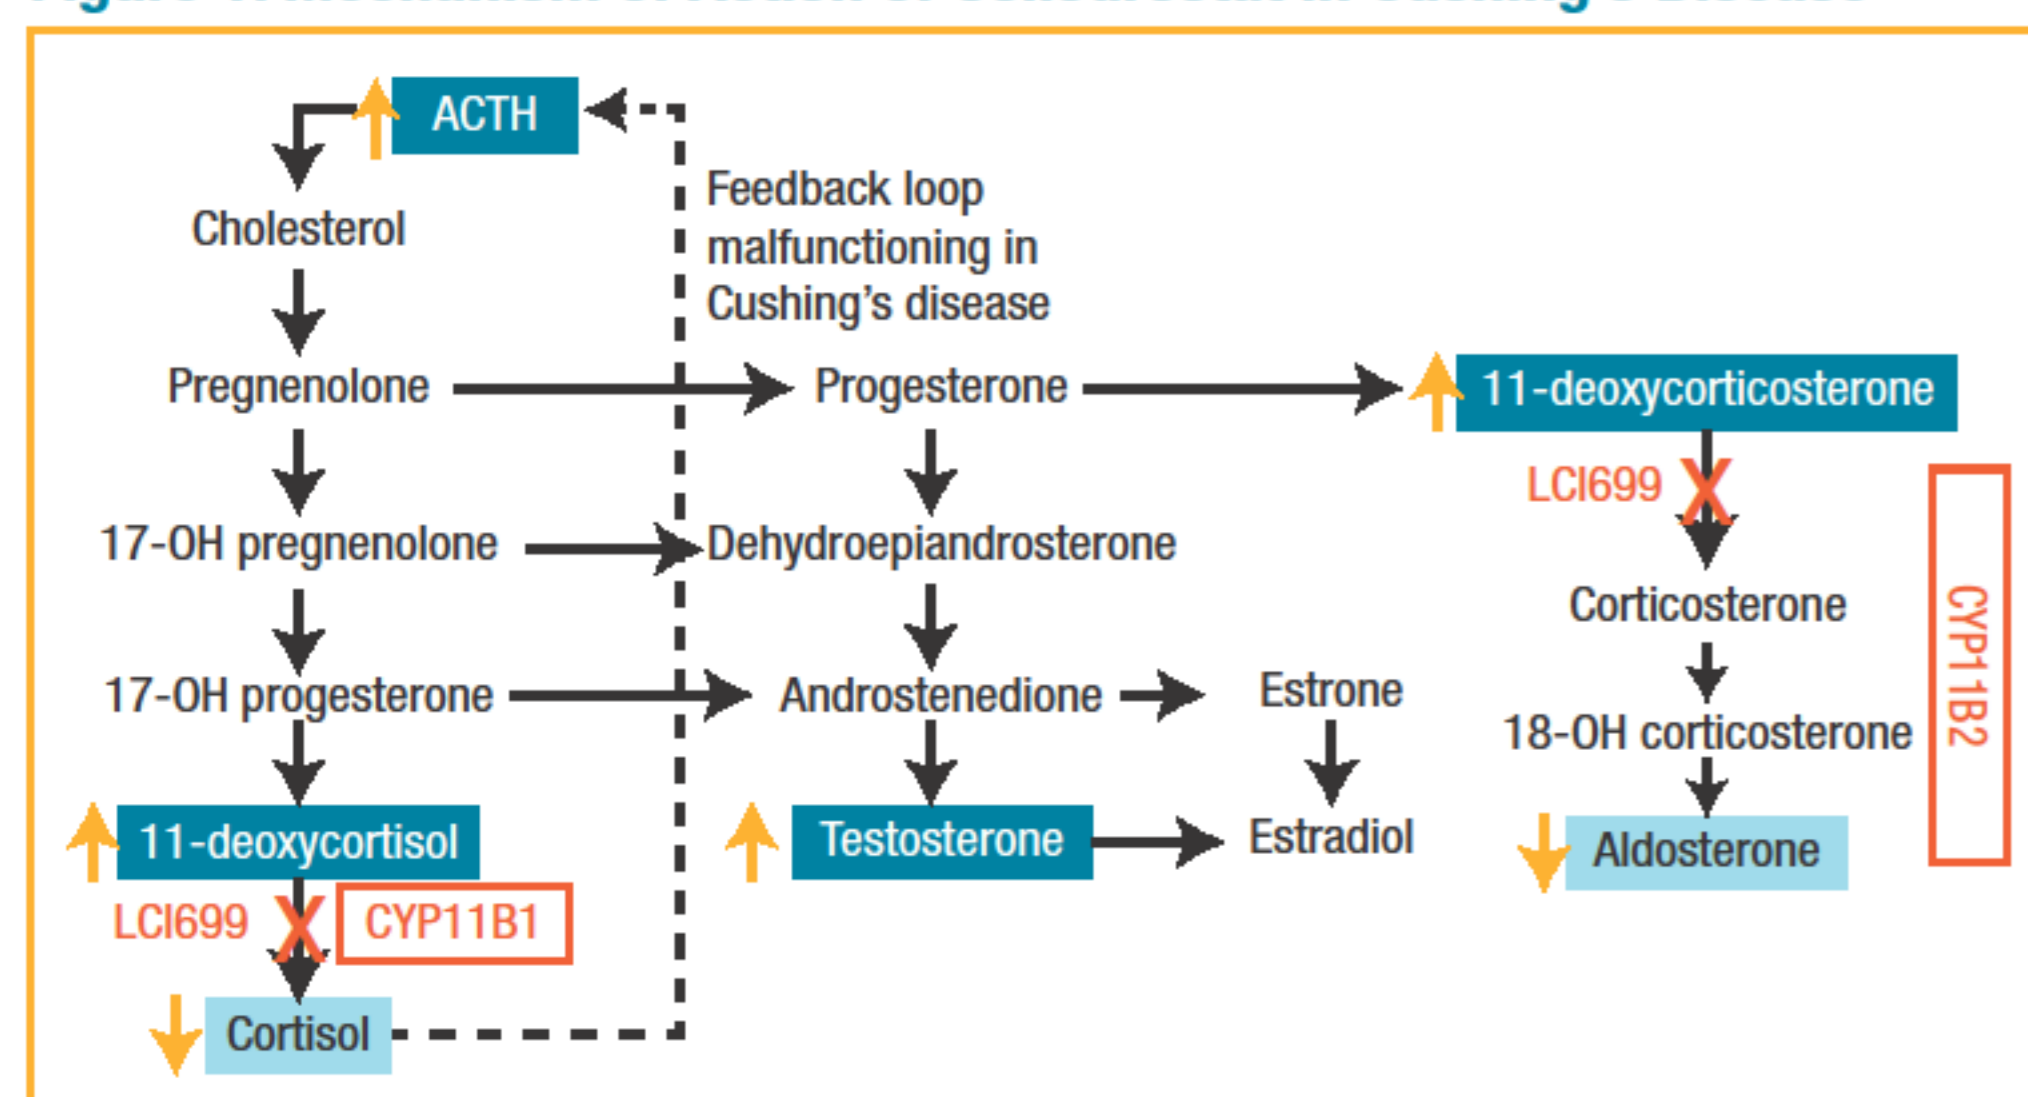 ACTH
Feedback loop
malfunctioning in
Cushing's disease
Cholesterol
Pregnenolone
Progesterone
11-deoxycorticosterone
LCI699
17-OH pregnenolone
Dehydroepiandrosterone
Corticosterone
CYP11B2
17-OH progesterone
Androstenedione
Estrone
18-OH corticosterone
11-deoxycortisol
Testosterone
Estradiol
Aldosterone
LCI699
CYP11B1
Cortisol